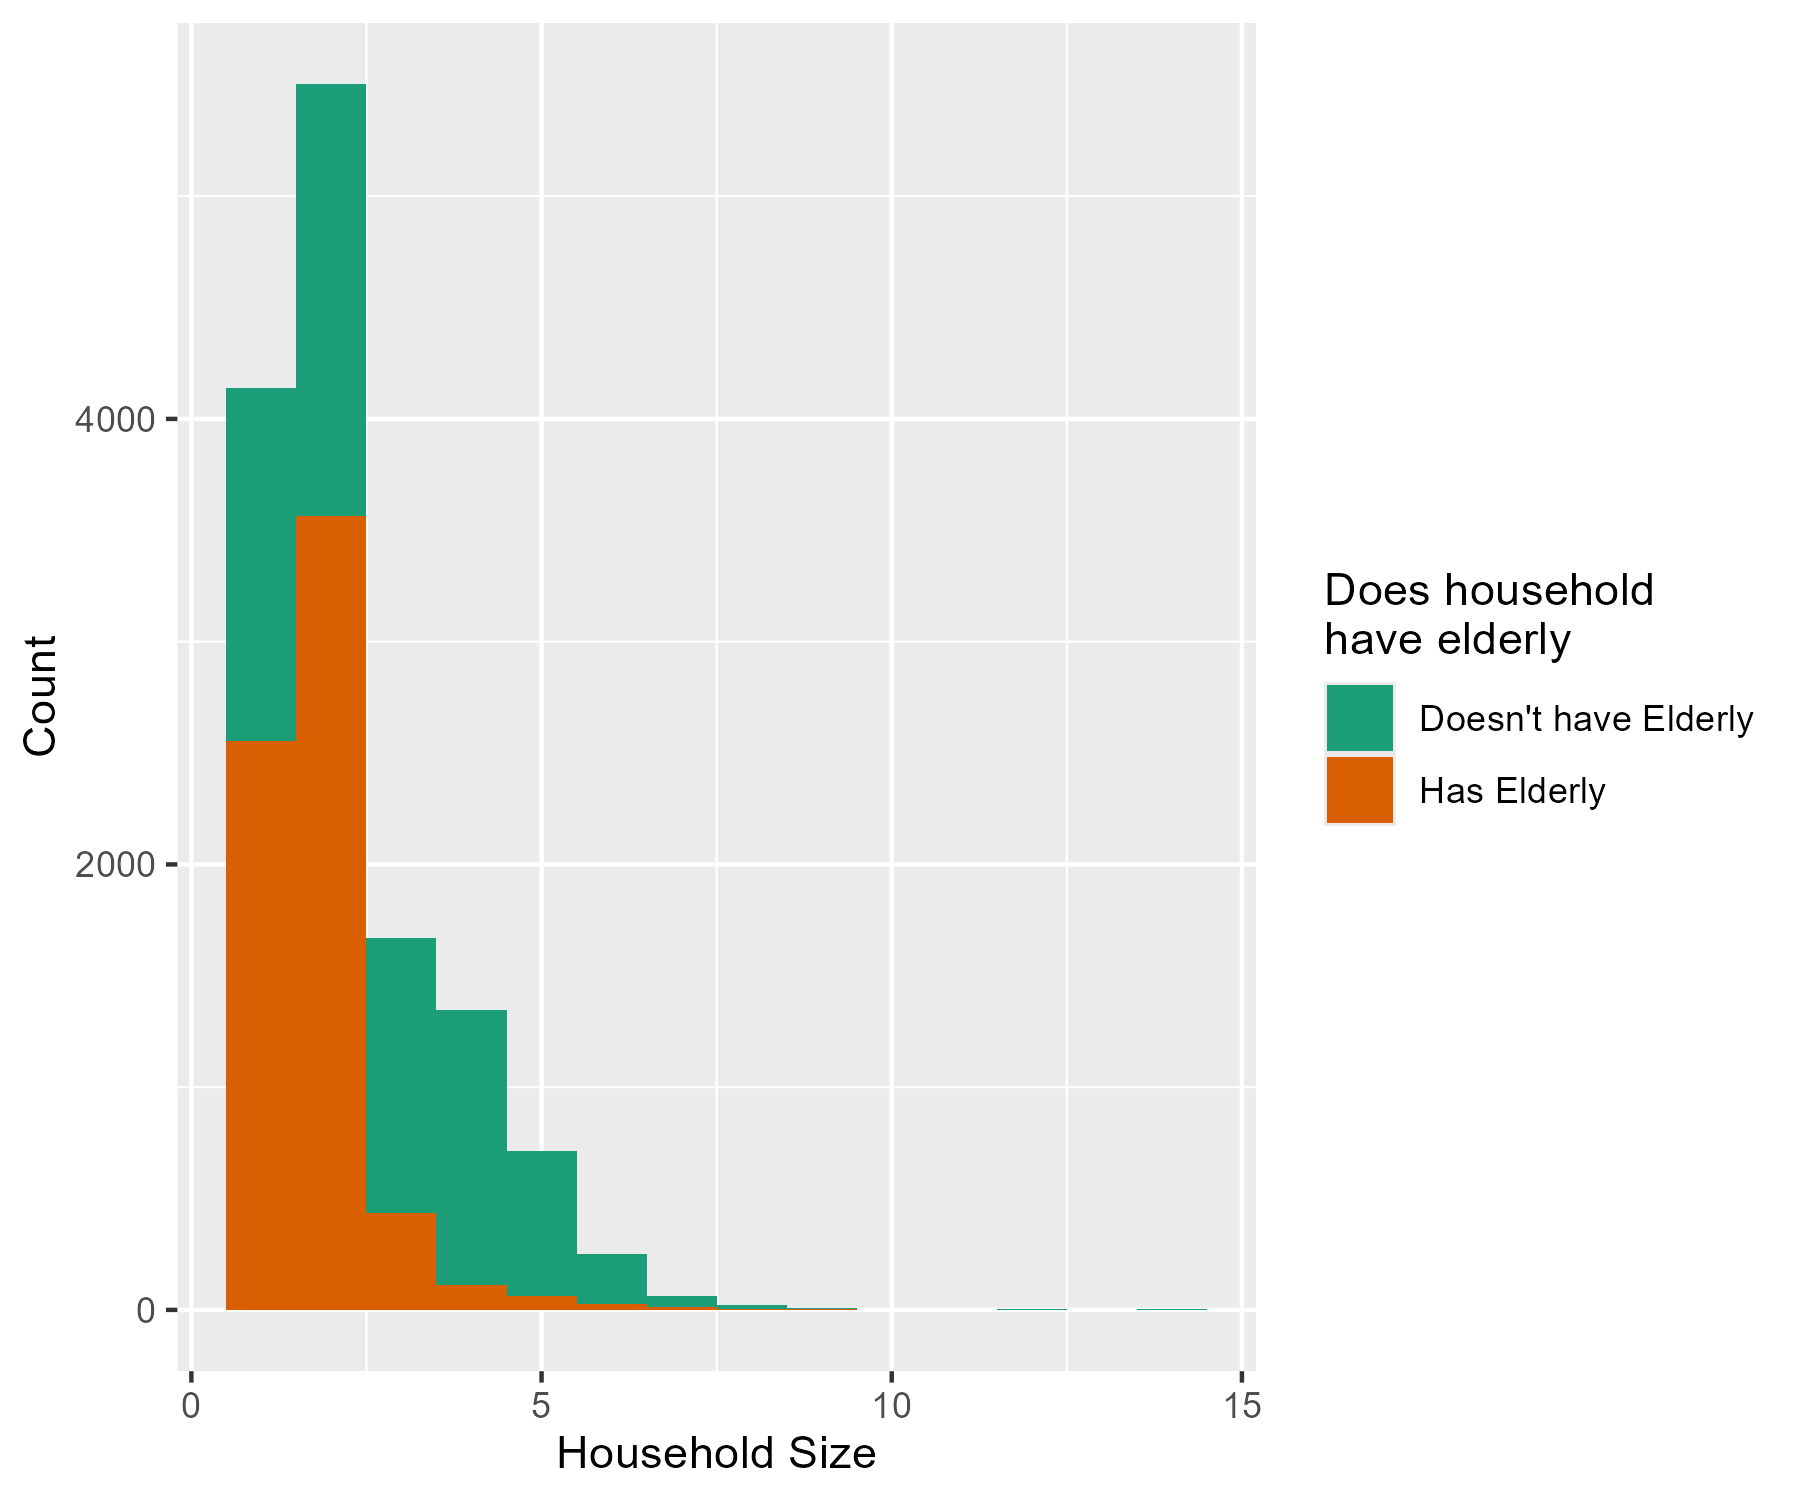 4000
2000
0
0
5
10
15
Count
Household Size
Does household
have elderly
Doesn't have Elderly
Has Elderly